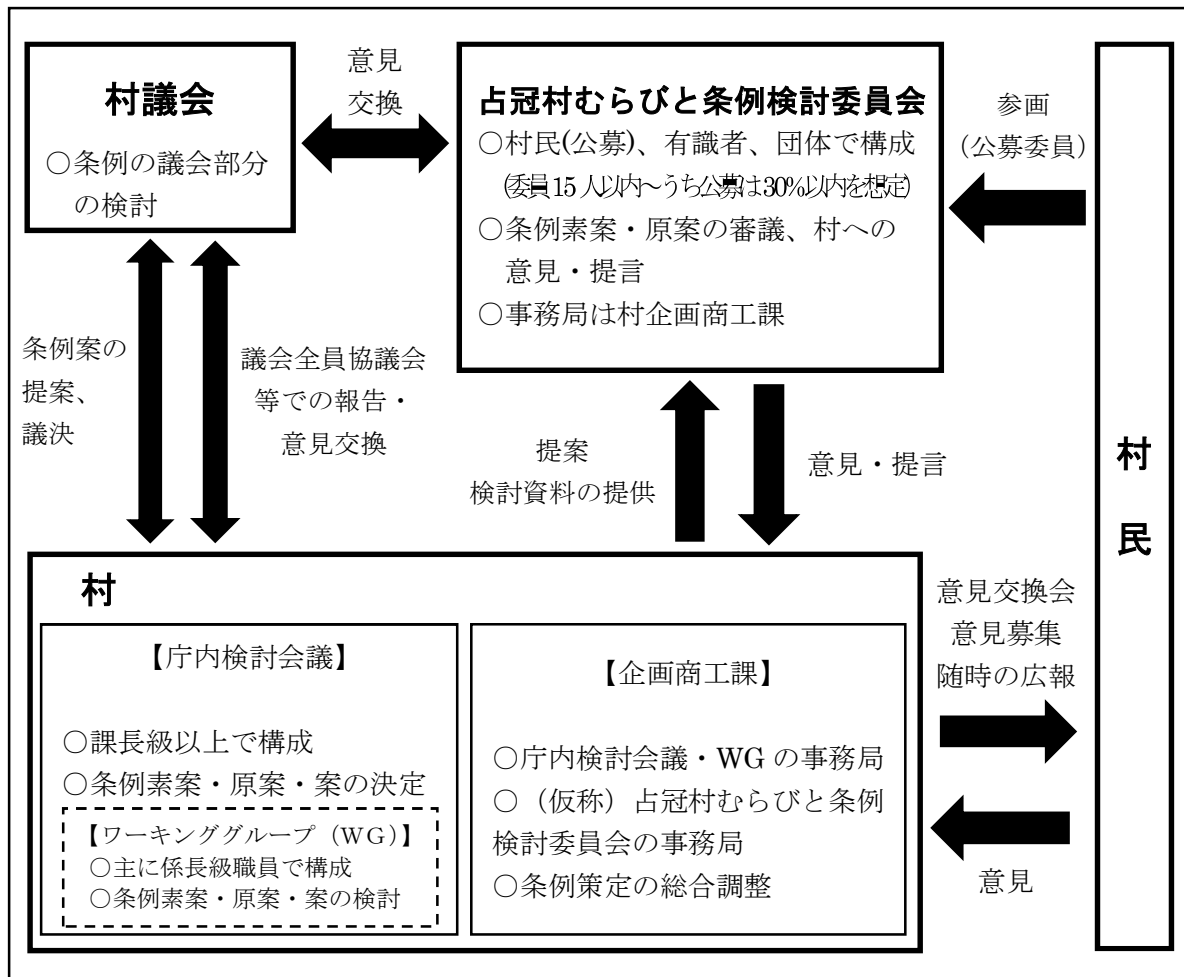 村議会
○条例の議会部分
の検討
意見
交換
占冠村むらびと条例検討委員会
○村民(公募)、有識者、団体で構成
(委員15人以内～うち公募は30%以内を想定)
○条例素案・原案の審議、村への
意見・提言
○事務局は村企画商工課
参画
(公募委員)
村
民
条例案の
提案、
議決
議会全員協議会
等での報告・
意見交換
提案
検討資料の提供
意見・提言
村
【庁内検討会議】
○課長級以上で構成
○条例素案・原案・案の決定
【ワーキンググループ（WG）】
○主に係長級職員で構成
○条例素案・原案・案の検討
【企画商工課】
○庁内検討会議・WG の事務局
○（仮称）占冠村むらびと条例
検討委員会の事務局
○条例策定の総合調整
意見交換会
意見募集
随時の広報
意見